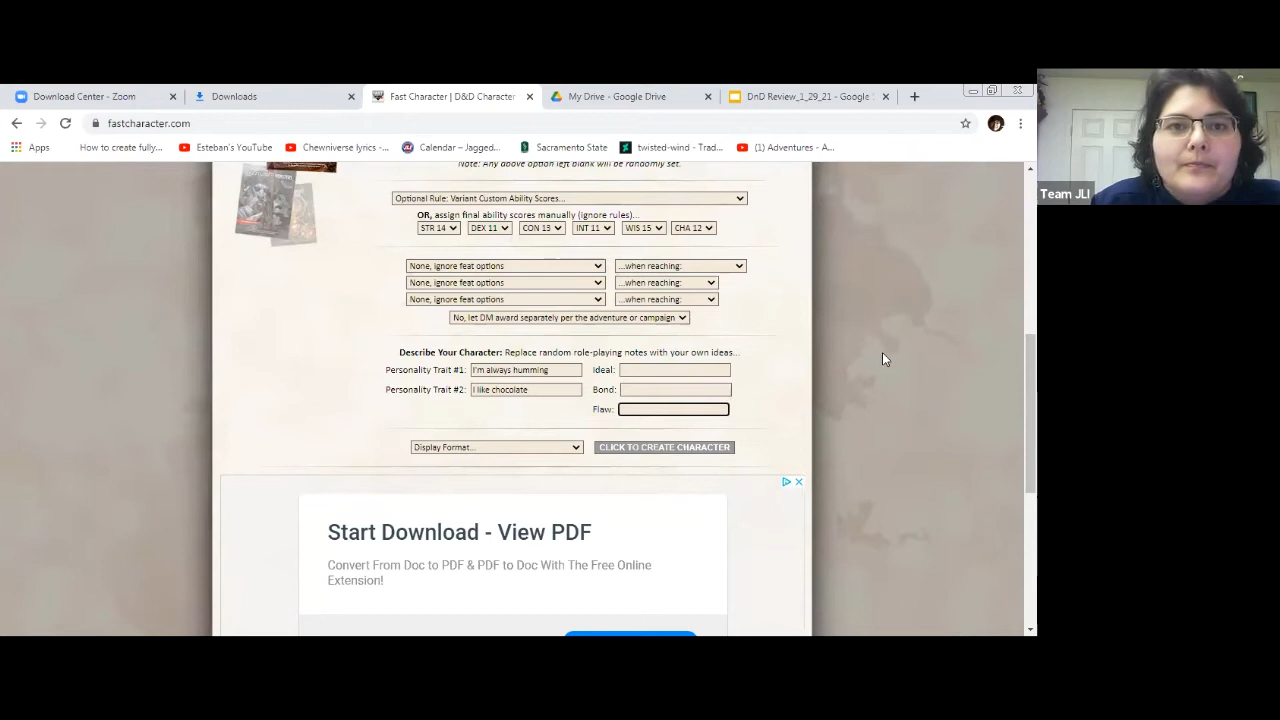 Download Center - Zoom
Downloads
Fast Character | D&D Character
My Drive - Google Drive
DnD Review_1_29_21 - Google S
fastcharacter.com
Apps
How to create fully...
Esteban's YouTube
Chewniverse lyrics -...
Calendar – Jagged...
Sacramento State
twisted-wind - Trad...
(1) Adventures - A...
Note: Any above option left blank will be randomly set.
Optional Rule: Variant Custom Ability Scores...
OR, assign final ability scores manually (ignore rules)...
STR 14 DEX 11 CON 13 INT 11 WIS 15 CHA 12
None, ignore feat options ...when reaching:
None, ignore feat options ...when reaching:
None, ignore feat options ...when reaching:
No, let DM award separately per the adventure or campaign
Describe Your Character: Replace random role-playing notes with your own ideas...
Personality Trait #1: I'm always humming Ideal:
Personality Trait #2: I like chocolate Bond:
Flaw:
Display Format... CLICK TO CREATE CHARACTER
Start Download - View PDF
Convert From Doc to PDF & PDF to Doc With The Free Online
Extension!
Team JLI